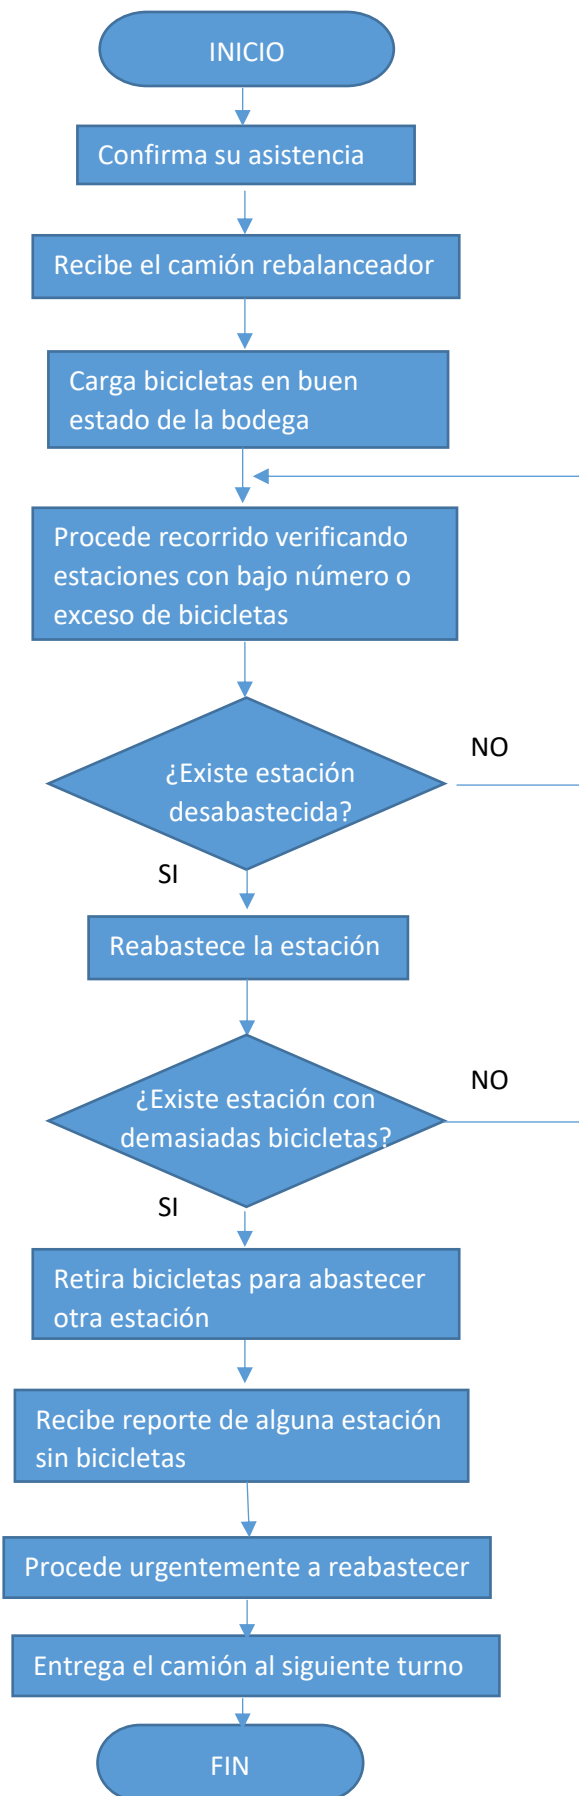 INICIO
Confirma su asistencia
Recibe el camión rebalanceador
Carga bicicletas en buen
estado de la bodega
Procede recorrido verificando
estaciones con bajo número o
exceso de bicicletas
¿Existe estación
desabastecida?
NO
SI
Reabastece la estación
¿Existe estación con
demasiadas bicicletas?
NO
SI
Retira bicicletas para abastecer
otra estación
Recibe reporte de alguna estación
sin bicicletas
Procede urgentemente a reabastecer
Entrega el camión al siguiente turno
FIN